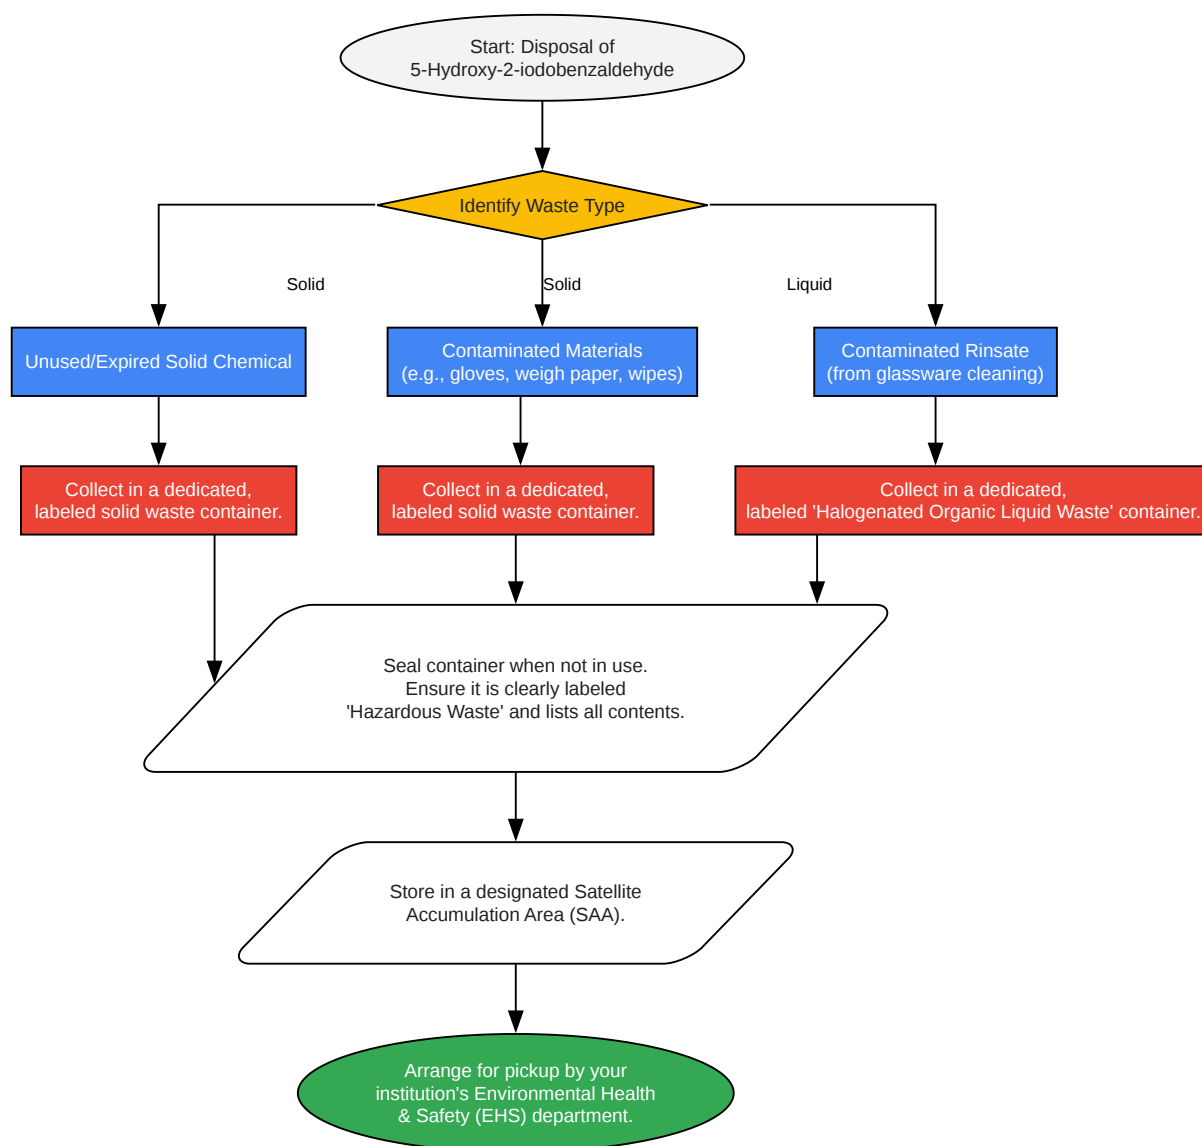 Start: Disposal of
5-Hydroxy-2-iodobenzaldehyde
Identify Waste Type
Solid
Solid
Liquid
Unused/Expired Solid Chemical
Contaminated Materials
(e.g., gloves, weigh paper, wipes)
Contaminated Rinsate
(from glassware cleaning)
Collect in a dedicated,
labeled solid waste container.
Collect in a dedicated,
labeled solid waste container.
Collect in a dedicated,
labeled 'Halogenated Organic Liquid Waste' container.
Seal container when not in use.
Ensure it is clearly labeled
'Hazardous Waste' and lists all contents.
Store in a designated Satellite
Accumulation Area (SAA).
Arrange for pickup by your
institution's Environmental Health
& Safety (EHS) department.